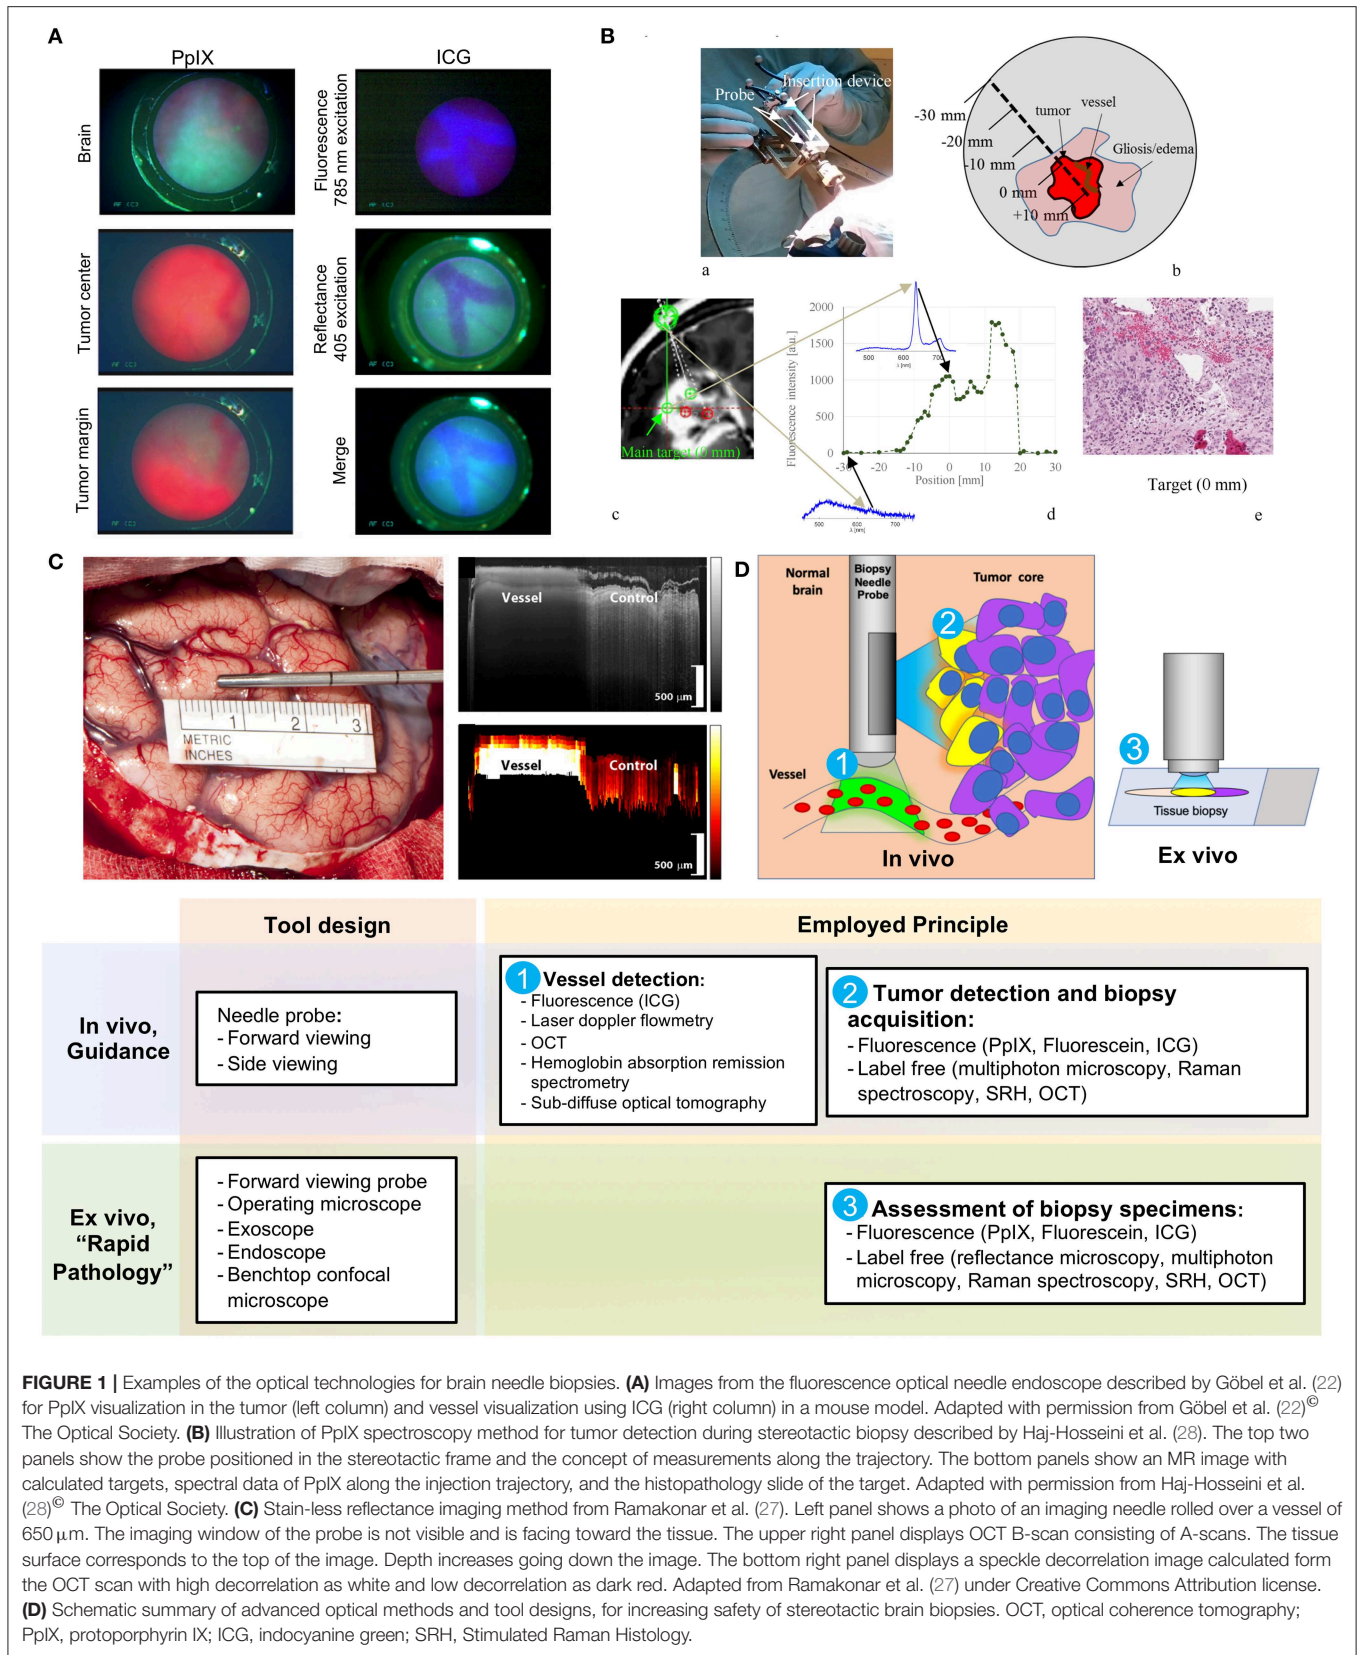 A
PpIX
ICG
Brain
Tumor center
Tumor margin
Fluorescence
785 nm excitation
Reflectance
405 excitation
Merge
AF (C)
AF (C)
AF (C)
AF (C)
AF (C)
AF (C)
B
Probe
Insertion device
a
-30 mm
-20 mm
-10 mm
0 mm
+10 mm
tumor
vessel
Gliosis/edema
b
Main target (0 mm)
c
Fluorescence intensity [a.u.]
2000
1500
1000
500
0
-30
-20
-10
0
10
20
30
Position [mm]
500
600
700
λ [nm]
500
600
700
λ [nm]
d
Target (0 mm)
e
C
1
2
3
METRIC
INCHES
Vessel
Control
500 μm
Vessel
Control
500 μm
D
Normal
brain
Biopsy
Needle
Probe
Tumor core
2
1
Vessel
In vivo
3
Tissue biopsy
Ex vivo
Tool design
Employed Principle
In vivo,
Guidance
Needle probe:
- Forward viewing
- Side viewing
1 Vessel detection:
- Fluorescence (ICG)
- Laser doppler flowmetry
- OCT
- Hemoglobin absorption remission
spectrometry
- Sub-diffuse optical tomography
2 Tumor detection and biopsy
acquisition:
- Fluorescence (PpIX, Fluorescein, ICG)
- Label free (multiphoton microscopy, Raman
spectroscopy, SRH, OCT)
Ex vivo,
“Rapid
Pathology”
- Forward viewing probe
- Operating microscope
- Exoscope
- Endoscope
- Benchtop confocal
microscope
3 Assessment of biopsy specimens:
- Fluorescence (PpIX, Fluorescein, ICG)
- Label free (reflectance microscopy, multiphoton
microscopy, Raman spectroscopy, SRH, OCT)
FIGURE 1 | Examples of the optical technologies for brain needle biopsies. (A) Images from the fluorescence optical needle endoscope described by Göbel et al. (22)
for PpIX visualization in the tumor (left column) and vessel visualization using ICG (right column) in a mouse model. Adapted with permission from Göbel et al. (22)©
The Optical Society. (B) Illustration of PpIX spectroscopy method for tumor detection during stereotactic biopsy described by Haj-Hosseini et al. (28). The top two
panels show the probe positioned in the stereotactic frame and the concept of measurements along the trajectory. The bottom panels show an MR image with
calculated targets, spectral data of PpIX along the injection trajectory, and the histopathology slide of the target. Adapted with permission from Haj-Hosseini et al.
(28)© The Optical Society. (C) Stain-less reflectance imaging method from Ramakonar et al. (27). Left panel shows a photo of an imaging needle rolled over a vessel of
650 μm. The imaging window of the probe is not visible and is facing toward the tissue. The upper right panel displays OCT B-scan consisting of A-scans. The tissue
surface corresponds to the top of the image. Depth increases going down the image. The bottom right panel displays a speckle decorrelation image calculated form
the OCT scan with high decorrelation as white and low decorrelation as dark red. Adapted from Ramakonar et al. (27) under Creative Commons Attribution license.
(D) Schematic summary of advanced optical methods and tool designs, for increasing safety of stereotactic brain biopsies. OCT, optical coherence tomography;
PpIX, protoporphyrin IX; ICG, indocyanine green; SRH, Stimulated Raman Histology.